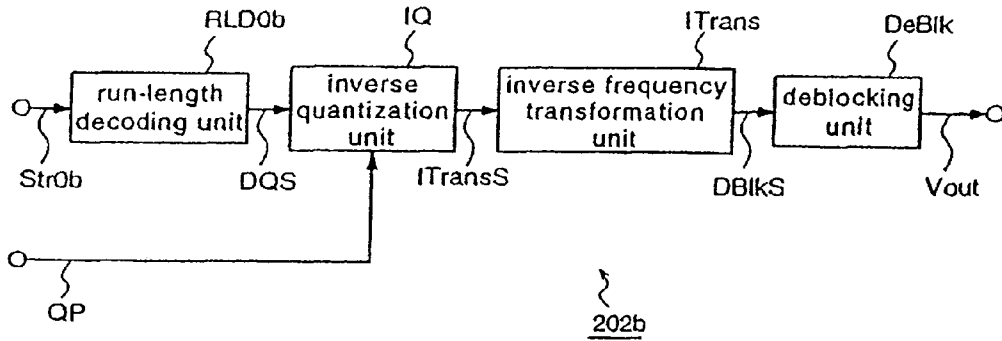 RLD0b
IQ
ITrans
DeBlk
run-length
decoding unit
inverse
quantization
unit
inverse frequency
transformation
unit
deblocking
unit
Str0b
DQS
ITransS
DBlkS
Vout
QP
202b